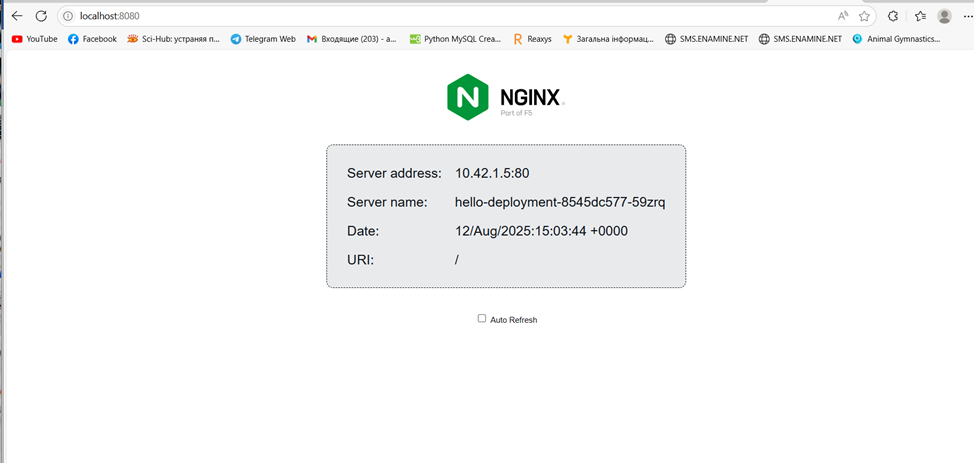 localhost:8080
YouTube Facebook Sci-Hub: устраняя п... Telegram Web Входящие (203) - a... Python MySQL Crea... Reaxys Загальна інформац... SMS.ENAMINE.NET SMS.ENAMINE.NET Animal Gymnastics...
NGINX
Part of F5
Server address: 10.42.1.5:80
Server name: hello-deployment-8545dc577-59zrq
Date: 12/Aug/2025:15:03:44 +0000
URI: /
Auto Refresh